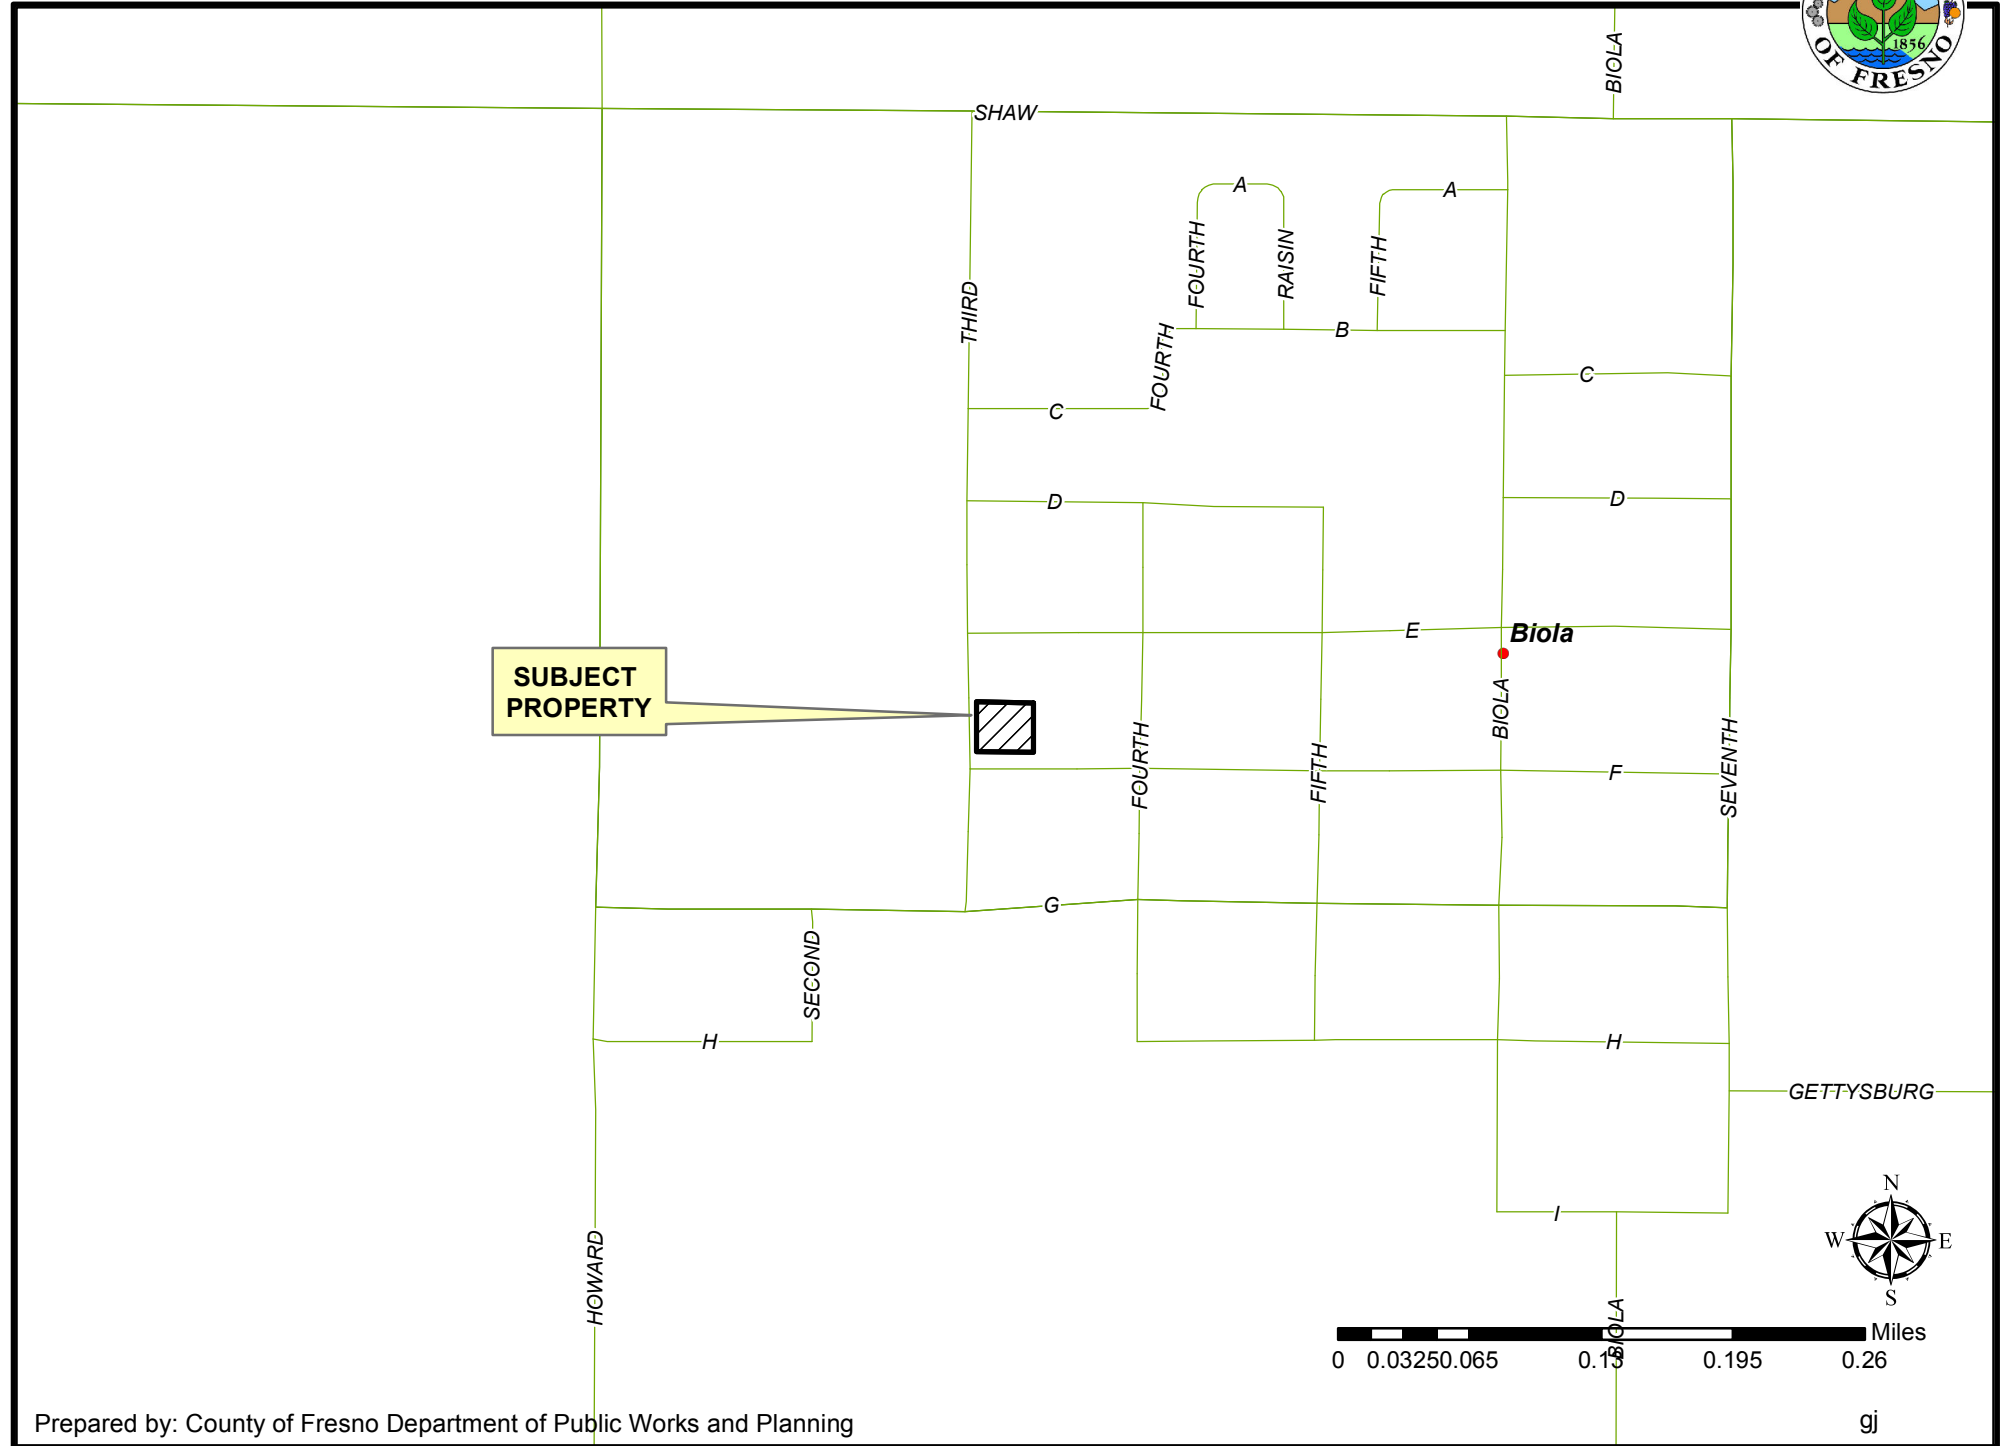 BIOLA
1856
OF FRESNO
SHAW
A
A
FOURTH
RAISIN
FIFTH
THIRD
B
FOURTH
C
C
D
D
E
Biola
SUBJECT
PROPERTY
BIOLA
FOURTH
FIFTH
SEVENTH
F
G
SECOND
H
H
GETTYSBURG
N
W
E
S
I
HOWARD
BIOLA
Miles
0 0.0325 0.065 0.13 0.195 0.26
Prepared by: County of Fresno Department of Public Works and Planning
gj